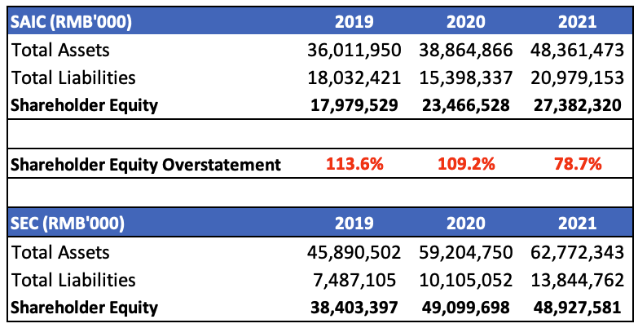 SAIC (RMB'000) 2019 2020 2021
Total Assets 36,011,950 38,864,866 48,361,473
Total Liabilities 18,032,421 15,398,337 20,979,153
Shareholder Equity 17,979,529 23,466,528 27,382,320
Shareholder Equity Overstatement 113.6% 109.2% 78.7%
SEC (RMB'000) 2019 2020 2021
Total Assets 45,890,502 59,204,750 62,772,343
Total Liabilities 7,487,105 10,105,052 13,844,762
Shareholder Equity 38,403,397 49,099,698 48,927,581